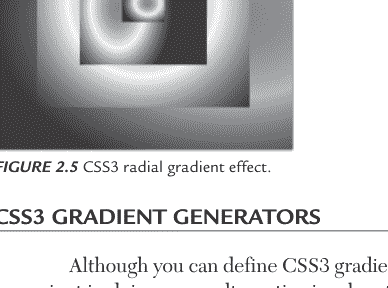 FIGURE 2.5 CSS3 radial gradient effect.
CSS3 GRADIENT GENERATORS
Although you can define CSS3 gradie